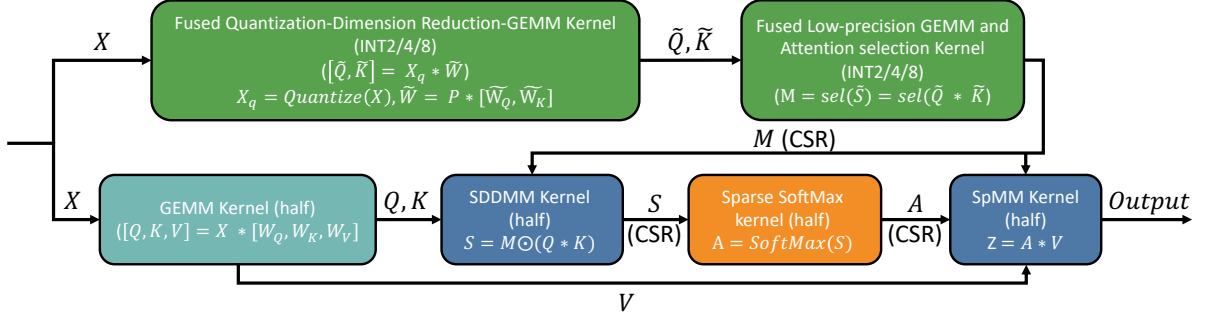 X
Fused Quantization-Dimension Reduction-GEMM Kernel
(INT2/4/8)
([Q̃, K̃] = X_q * W̃)
X_q = Quantize(X), W̃ = P * [W̃_Q, W̃_K]
Q̃, K̃
Fused Low-precision GEMM and
Attention selection Kernel
(INT2/4/8)
(M = sel(S̃) = sel(Q̃ * K̃)
M (CSR)
X
GEMM Kernel (half)
([Q, K, V] = X * [W_Q, W_K, W_V]
Q, K
SDDMM Kernel
(half)
S = M⊙(Q * K)
S
(CSR)
Sparse SoftMax
kernel (half)
A = SoftMax(S)
A
(CSR)
SpMM Kernel
(half)
Z = A * V
Output
V